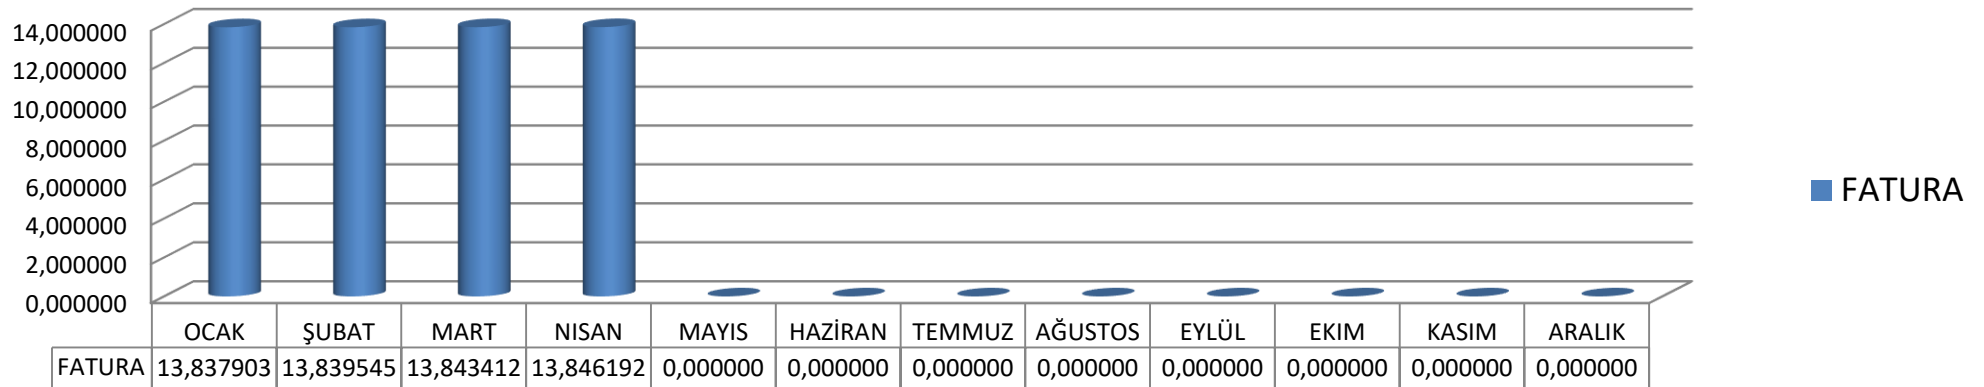 14,000000
12,000000
10,000000
8,000000
6,000000
4,000000
2,000000
0,000000
OCAK ŞUBAT MART NISAN MAYIS HAZİRAN TEMMUZ AĞUSTOS EYLÜL EKIM KASIM ARALIK
FATURA 13,837903 13,839545 13,843412 13,846192 0,000000 0,000000 0,000000 0,000000 0,000000 0,000000 0,000000 0,000000
FATURA